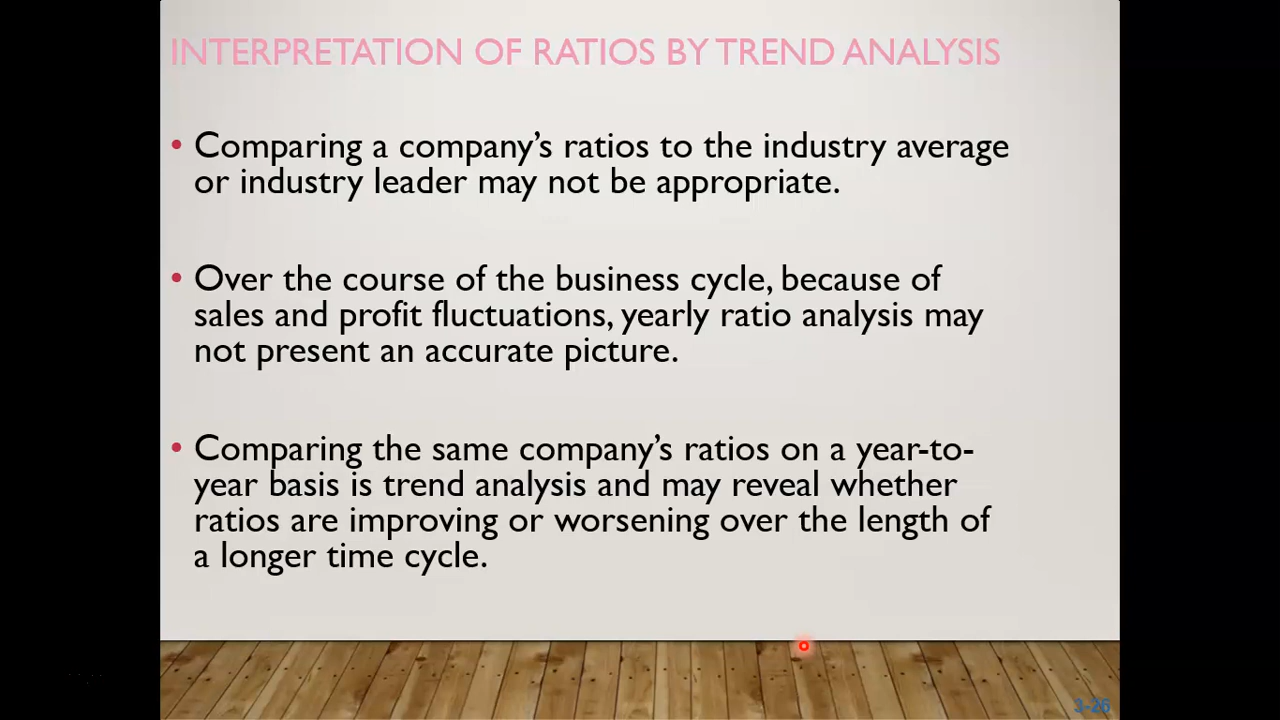 INTERPRETATION OF RATIOS BY TREND ANALYSIS
• Comparing a company’s ratios to the industry average
or industry leader may not be appropriate.
• Over the course of the business cycle, because of
sales and profit fluctuations, yearly ratio analysis may
not present an accurate picture.
• Comparing the same company’s ratios on a year-to-
year basis is trend analysis and may reveal whether
ratios are improving or worsening over the length of
a longer time cycle.
3-26